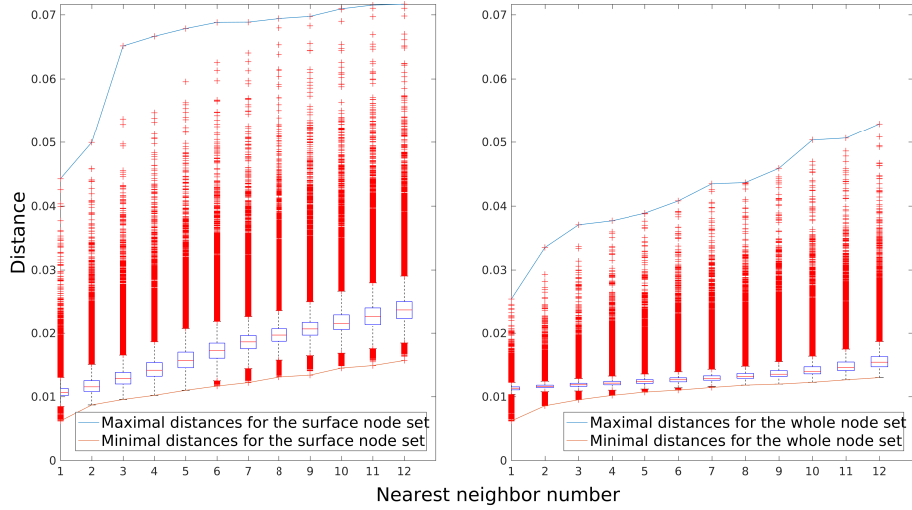 0.07
0.06
0.05
0.04
0.03
0.02
0.01
0
Distance
1 2 3 4 5 6 7 8 9 10 11 12
Maximal distances for the surface node set
Minimal distances for the surface node set
0.07
0.06
0.05
0.04
0.03
0.02
0.01
0
1 2 3 4 5 6 7 8 9 10 11 12
Maximal distances for the whole node set
Minimal distances for the whole node set
Nearest neighbor number